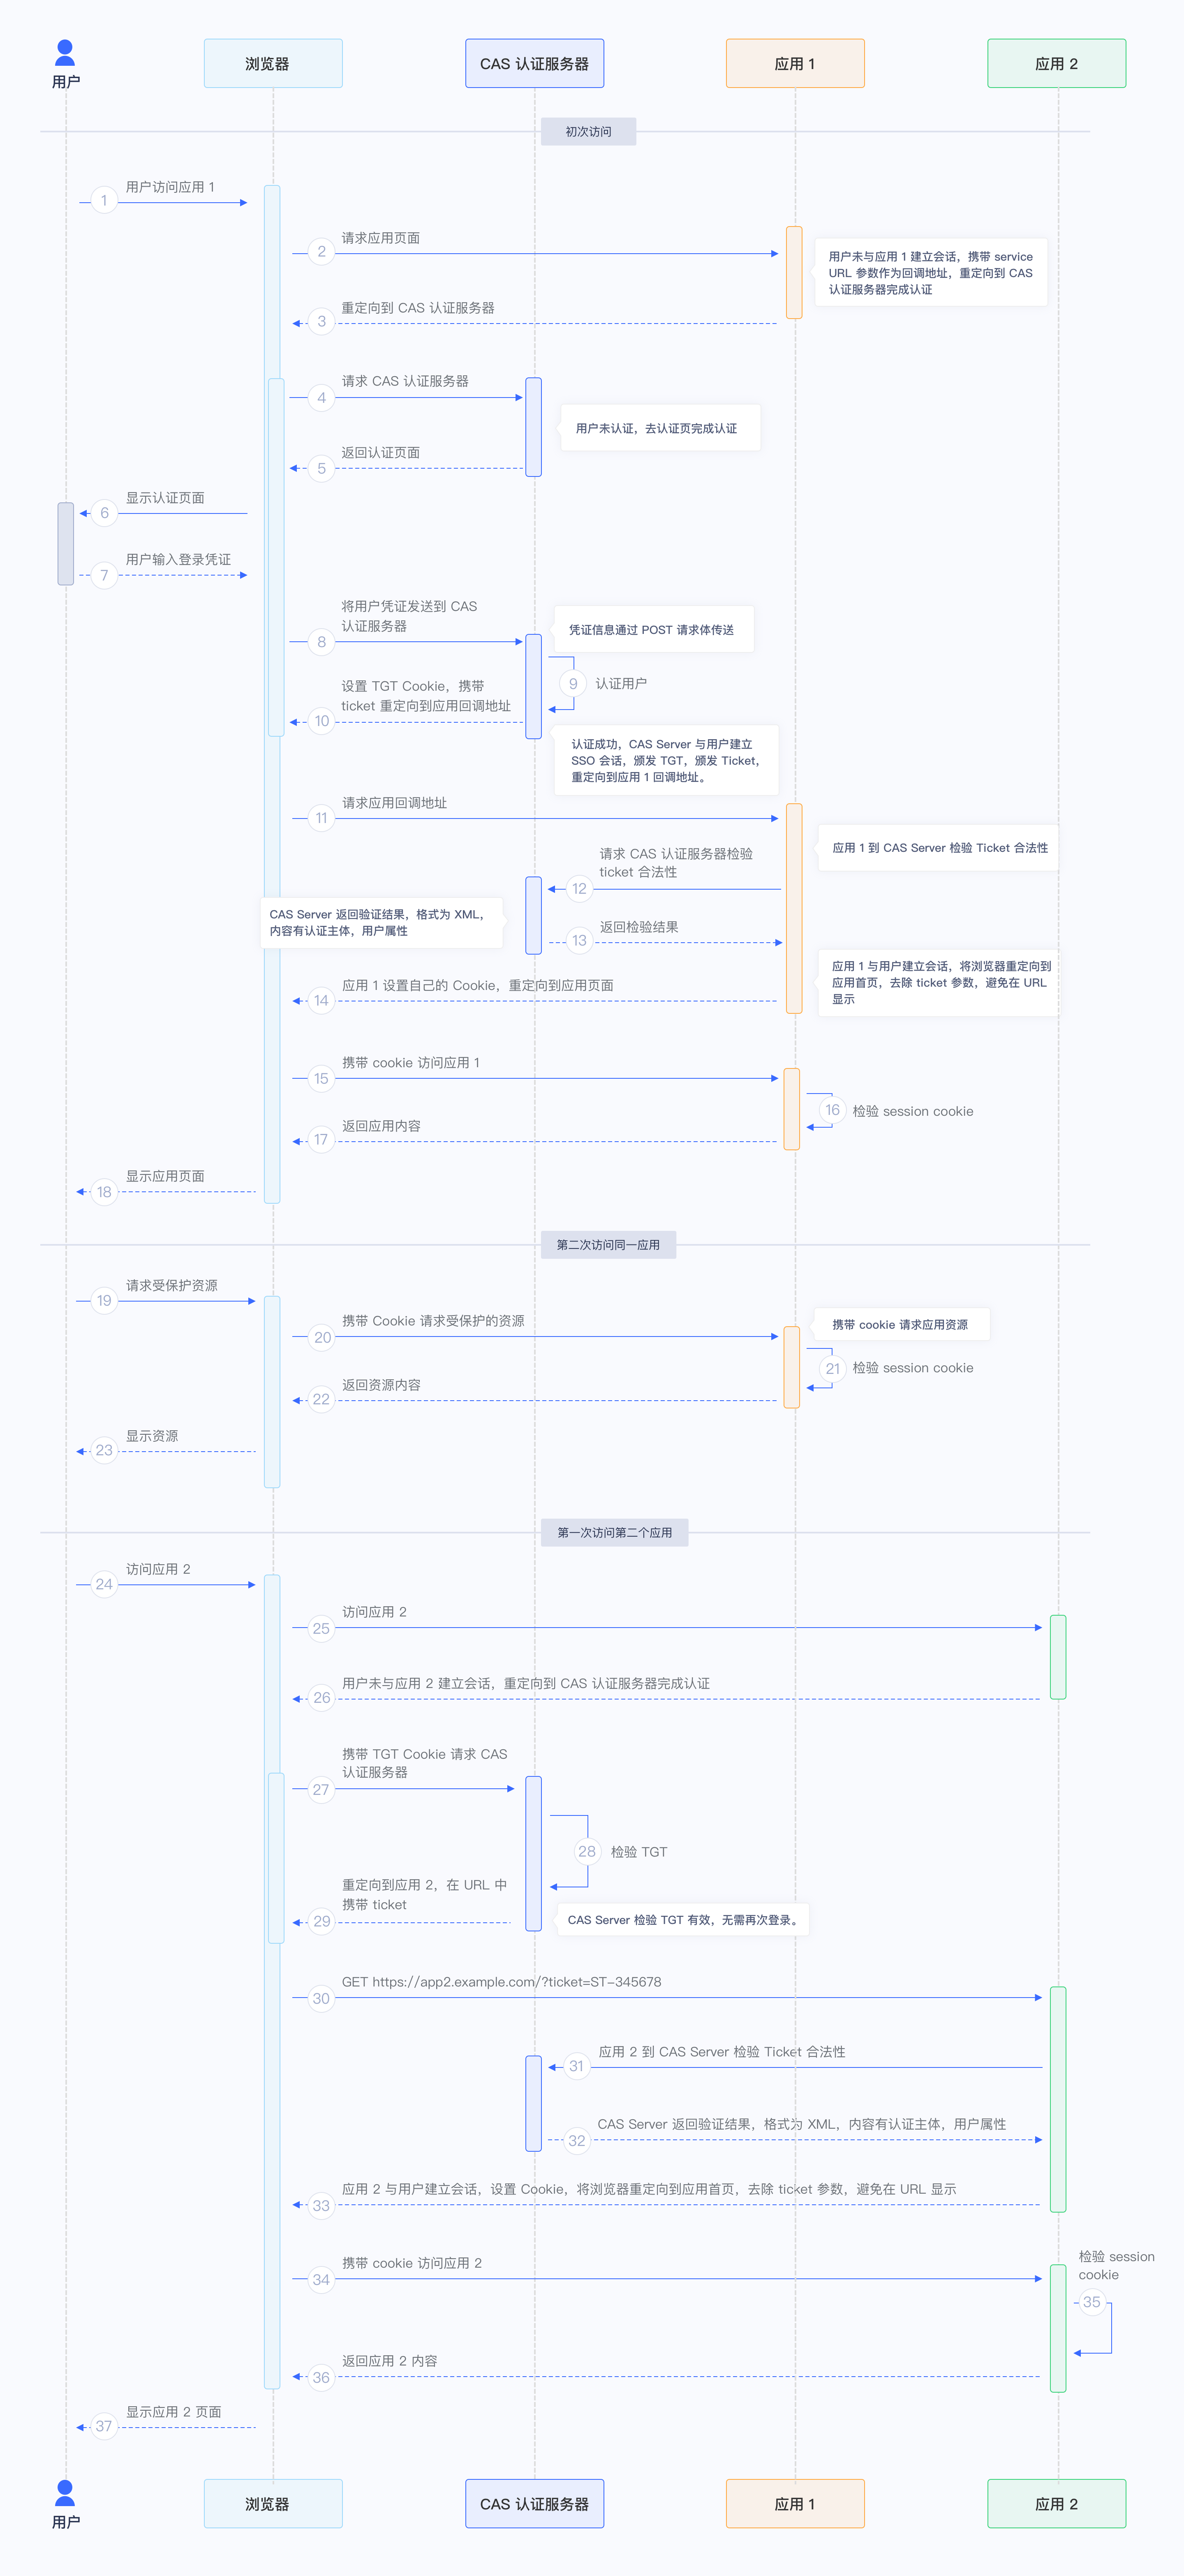 用户
浏览器
CAS 认证服务器
应用 1
应用 2
初次访问
1
用户访问应用 1
2
请求应用页面
用户未与应用 1 建立会话，携带 service
URL 参数作为回调地址，重定向到 CAS
认证服务器完成认证
3
重定向到 CAS 认证服务器
4
请求 CAS 认证服务器
用户未认证，去认证页完成认证
5
返回认证页面
6
显示认证页面
7
用户输入登录凭证
8
将用户凭证发送到 CAS
认证服务器
凭证信息通过 POST 请求体传送
9
认证用户
10
设置 TGT Cookie，携带
ticket 重定向到应用回调地址
认证成功，CAS Server 与用户建立
SSO 会话，颁发 TGT，颁发 Ticket，
重定向到应用 1 回调地址。
11
请求应用回调地址
应用 1 到 CAS Server 检验 Ticket 合法性
12
请求 CAS 认证服务器检验
ticket 合法性
CAS Server 返回验证结果，格式为 XML，
内容有认证主体，用户属性
13
返回检验结果
应用 1 与用户建立会话，将浏览器重定向到
应用首页，去除 ticket 参数，避免在 URL
显示
14
应用 1 设置自己的 Cookie，重定向到应用页面
15
携带 cookie 访问应用 1
16
检验 session cookie
17
返回应用内容
18
显示应用页面
第二次访问同一应用
19
请求受保护资源
20
携带 Cookie 请求受保护的资源
携带 cookie 请求应用资源
21
检验 session cookie
22
返回资源内容
23
显示资源
第一次访问第二个应用
24
访问应用 2
25
访问应用 2
26
用户未与应用 2 建立会话，重定向到 CAS 认证服务器完成认证
27
携带 TGT Cookie 请求 CAS
认证服务器
28
检验 TGT
29
重定向到应用 2，在 URL 中
携带 ticket
CAS Server 检验 TGT 有效，无需再次登录。
30
GET https://app2.example.com/?ticket=ST-345678
31
应用 2 到 CAS Server 检验 Ticket 合法性
32
CAS Server 返回验证结果，格式为 XML，内容有认证主体，用户属性
33
应用 2 与用户建立会话，设置 Cookie，将浏览器重定向到应用首页，去除 ticket 参数，避免在 URL 显示
34
携带 cookie 访问应用 2
检验 session
cookie
35
36
返回应用 2 内容
37
显示应用 2 页面
用户
浏览器
CAS 认证服务器
应用 1
应用 2